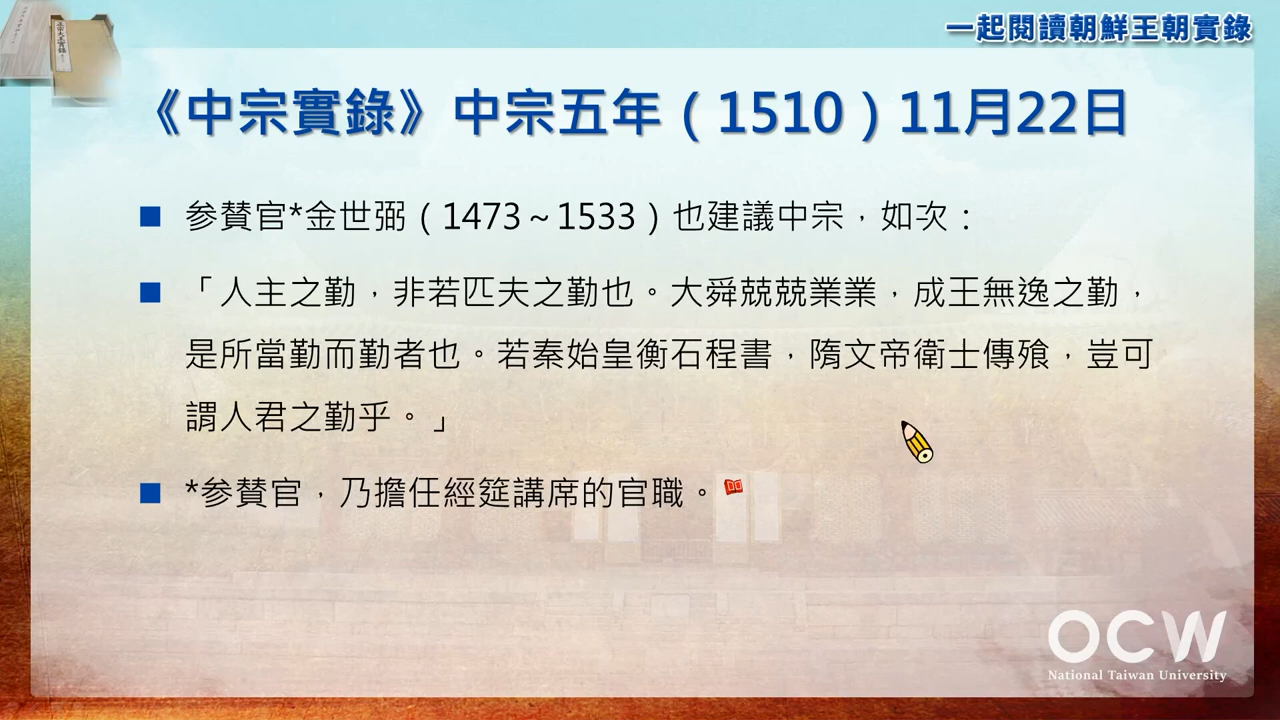 一起閱讀朝鮮王朝實錄
《中宗實錄》中宗五年（1510）11月22日
參贊官*金世弼（1473～1533）也建議中宗，如次：
「人主之勤，非若匹夫之勤也。大舜兢兢業業，成王無逸之勤，
是所當勤而勤者也。若秦始皇衡石程書，隋文帝衛士傳飱，豈可
謂人君之勤乎。」
*參贊官，乃擔任經筵講席的官職。
OCW
National Taiwan University